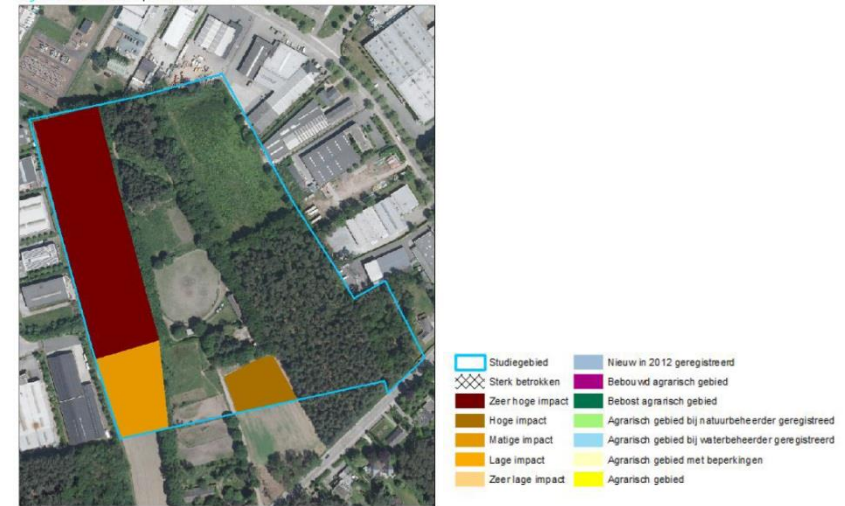 Studiegebied
Sterk betrokken
Zeer hoge impact
Hoge impact
Matige impact
Lage impact
Zeer lage impact
Nieuw in 2012 geregistreerd
Bebouwd agrarisch gebied
Bebost agrarisch gebied
Agrarisch gebied bij natuurbeheerder geregistreed
Agrarisch gebied bij waterbeheerder geregistreerd
Agrarisch gebied met beperkingen
Agrarisch gebied